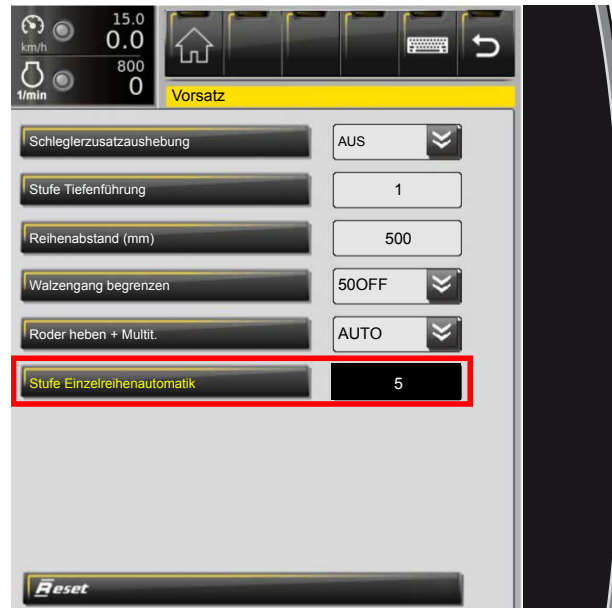 15.0
km/h 0.0
800
1/min 0
Vorsatz
Schleglerzusatzaushebung AUS
Stufe Tiefenführung 1
Reihenabstand (mm) 500
Walzengang begrenzen 50OFF
Roder heben + Multit. AUTO
Stufe Einzelreihenautomatik 5
Reset